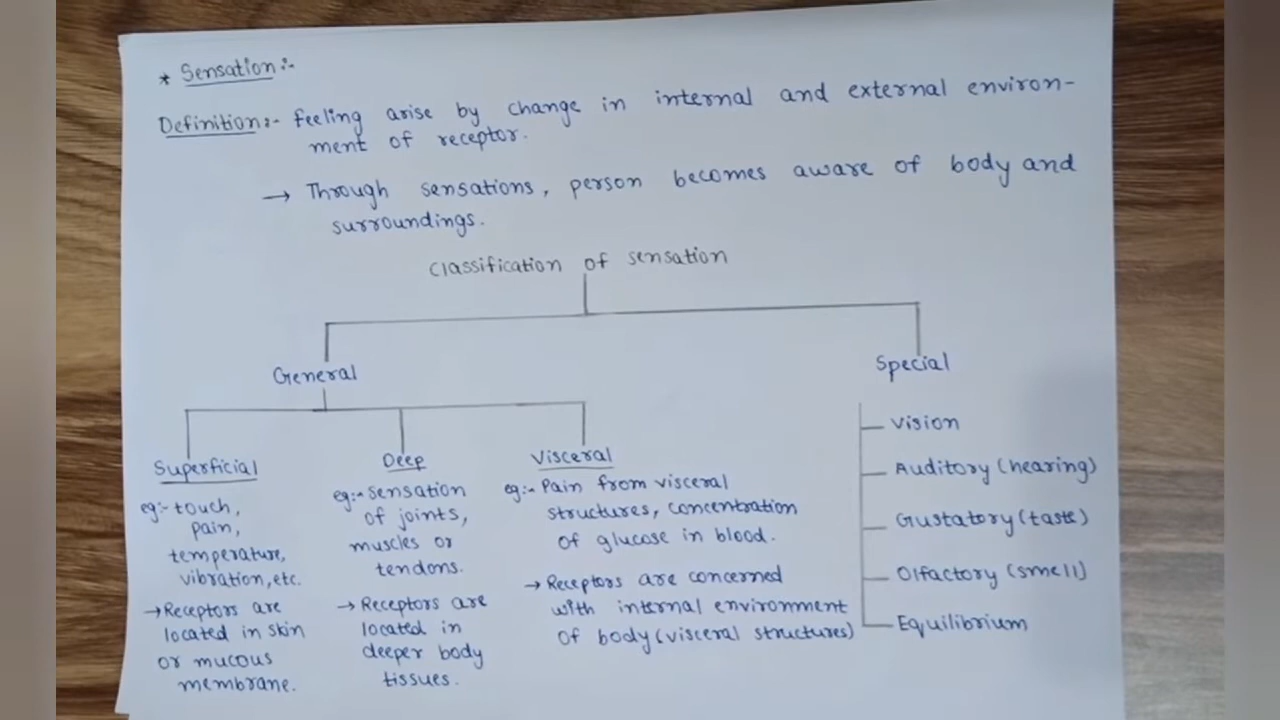 * Sensation :-
Definition :- feeling arise by change in internal and external environ-
ment of receptor.
→ Through sensations, person becomes aware of body and
surroundings.
Classification of sensation
General
Special
Superficial
eg:- touch,
pain,
temperature,
vibration, etc.
→ Receptors are
located in skin
or mucous
membrane.
Deep
eg:- Sensation
of joints,
muscles or
tendons.
→ Receptors are
located in
deeper body
tissues.
Visceral
eg:- Pain from visceral
structures, concentration
of glucose in blood.
→ Receptors are concerned
with internal environment
of body (visceral structures)
Vision
Auditory (hearing)
Gustatory (taste)
Olfactory (smell)
Equilibrium